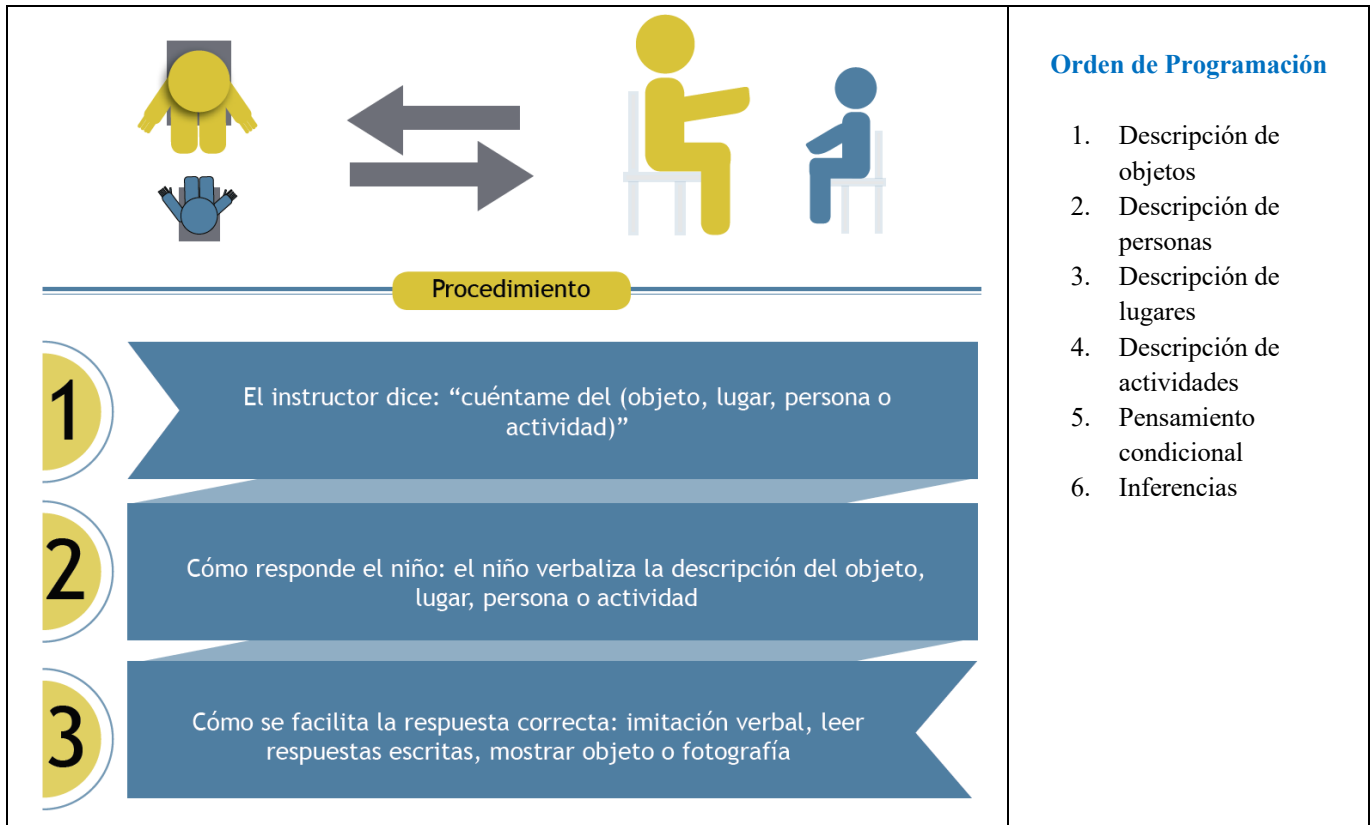 Procedimiento
1
El instructor dice: “cuéntame del (objeto, lugar, persona o
actividad)”
2
Cómo responde el niño: el niño verbaliza la descripción del objeto,
lugar, persona o actividad
3
Cómo se facilita la respuesta correcta: imitación verbal, leer
respuestas escritas, mostrar objeto o fotografía
Orden de Programación
1. Descripción de
objetos
2. Descripción de
personas
3. Descripción de
lugares
4. Descripción de
actividades
5. Pensamiento
condicional
6. Inferencias